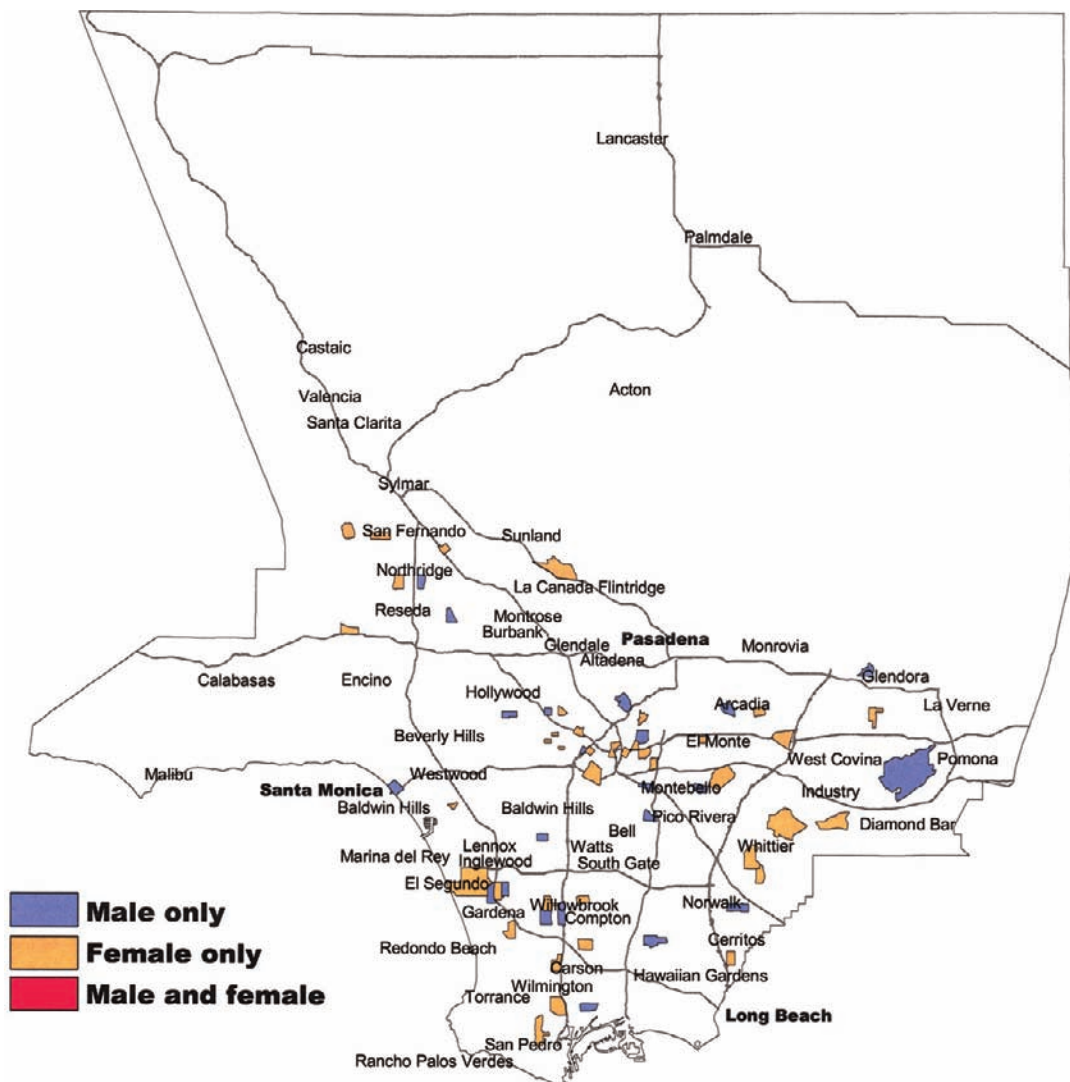 Lancaster
Palmdale
Castaic
Acton
Valencia
Santa Clarita
Sylmar
San Fernando
Sunland
Northridge
La Canada Flintridge
Reseda
Montrose
Burbank
Glendale
Pasadena
Monrovia
Altadena
Calabasas
Encino
Hollywood
Glendora
Arcadia
La Verne
Beverly Hills
El Monte
West Covina
Pomona
Malibu
Westwood
Santa Monica
Montebello
Industry
Baldwin Hills
Baldwin Hills
Pico Rivera
Bell
Diamond Bar
Lennox
Watts
Whittier
Marina del Rey
Inglewood
South Gate
El Segundo
Willowbrook
Norwalk
Gardena
Compton
Redondo Beach
Cerritos
Carson
Hawaiian Gardens
Wilmington
Torrance
Long Beach
San Pedro
Rancho Palos Verdes
Male only
Female only
Male and female